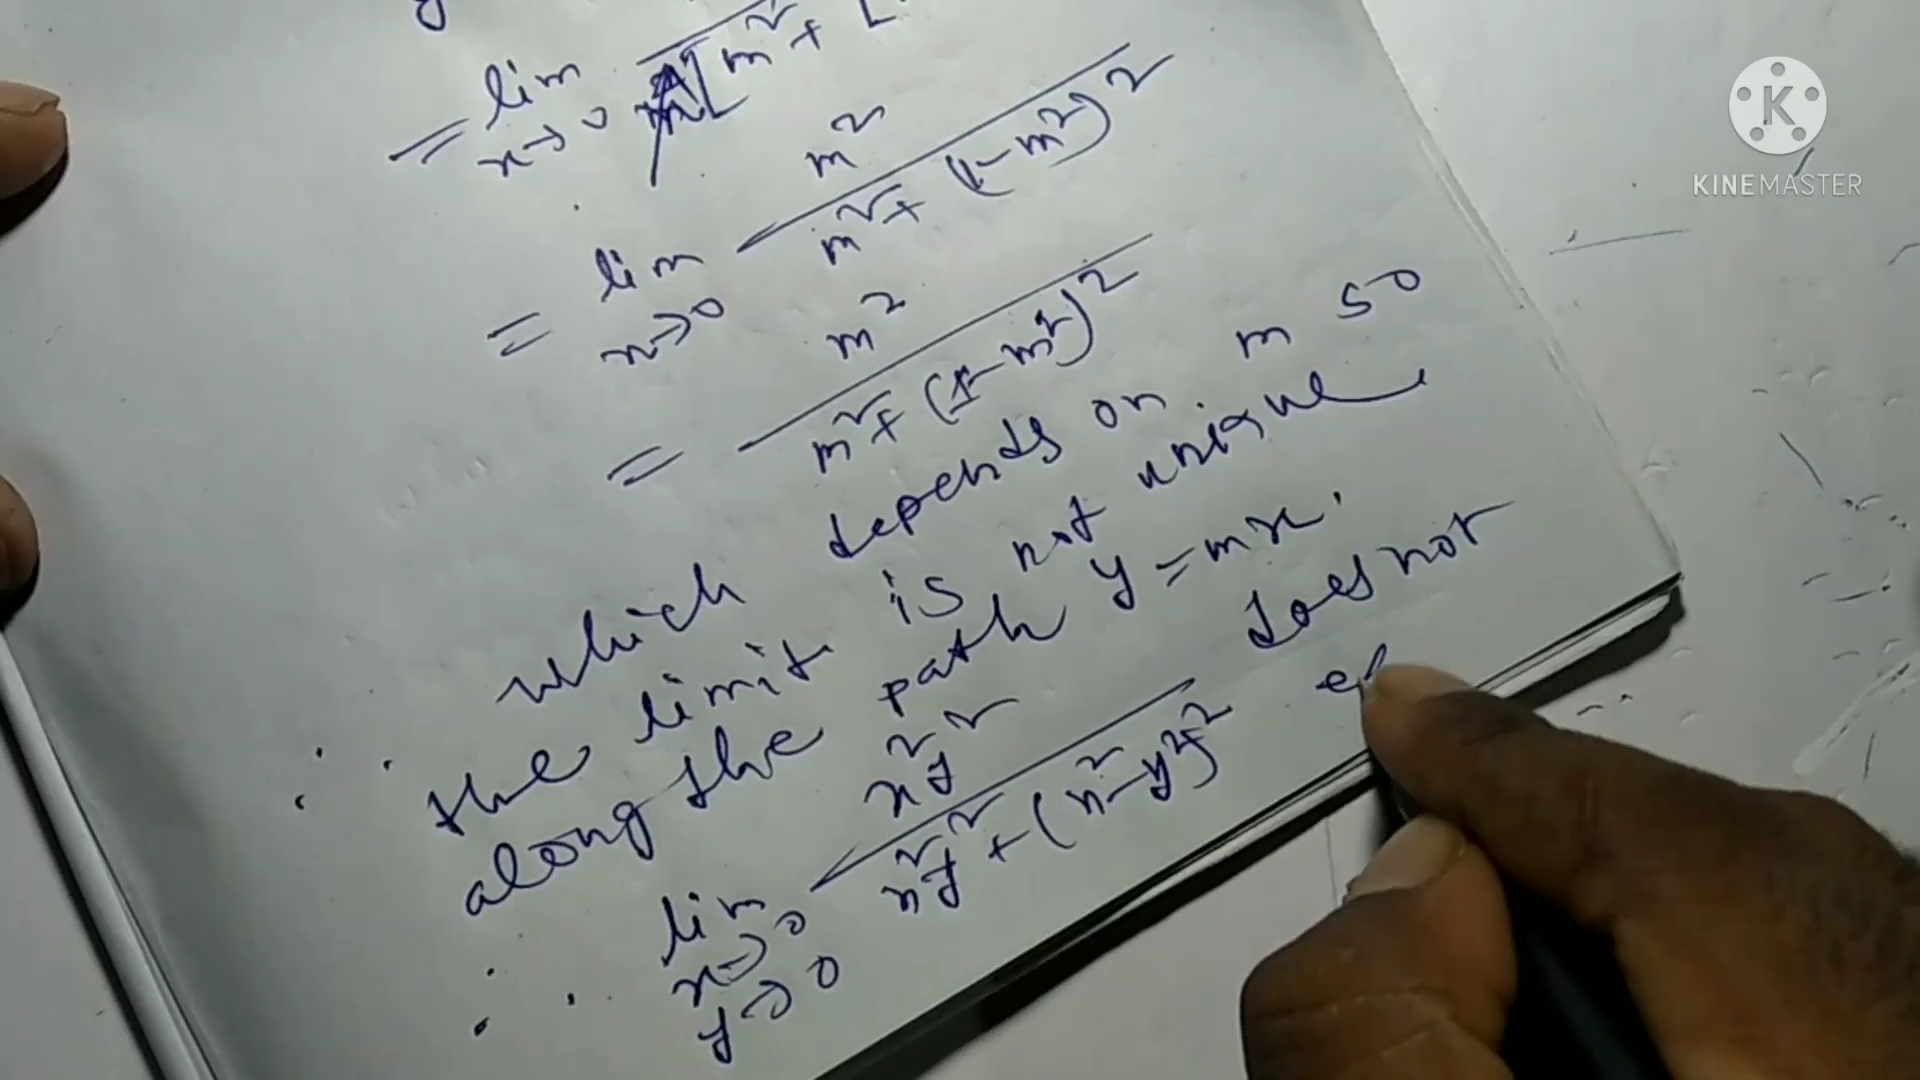 = lim x→0 m² + [
= lim x→0 m² / m² + (1-m²)²
= m² / m² + (1-m²)²
which depends on m so
∴ the limit is not unique
along the path y = mx.
∴ lim x→0 y→0 x²y² / x²y² + (x²-y²)² does not
KINEMASTER